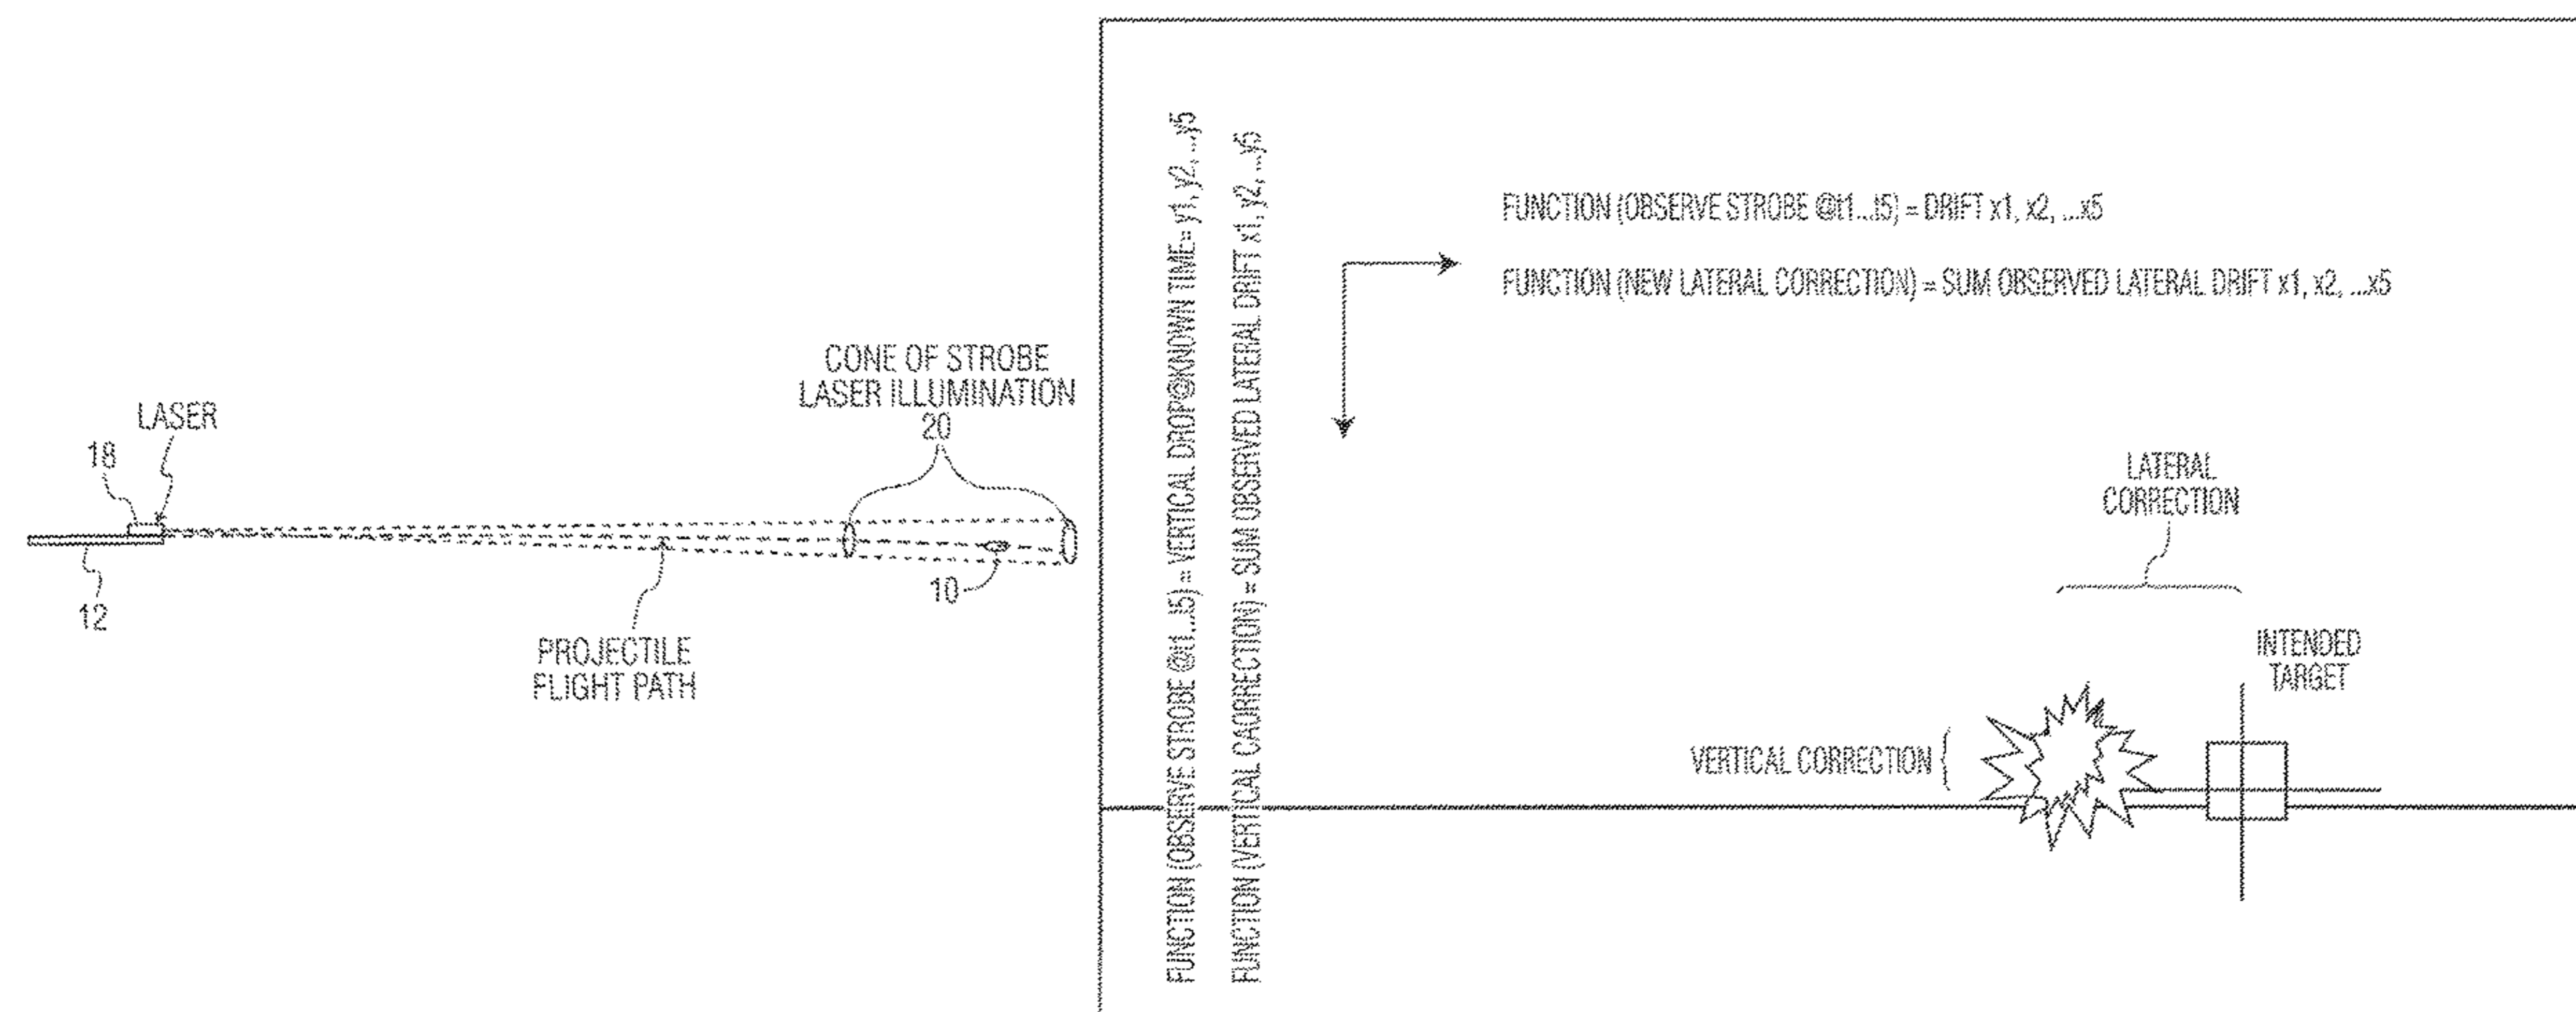 LASER
18
12
CONE OF STROBE
LASER ILLUMINATION
20
10
PROJECTILE
FLIGHT PATH
FUNCTION (OBSERVE STROBE @t1...t5) = VERTICAL DROP@KNOWN TIME= y1, y2, ...y5
FUNCTION (VERTICAL CAORRECTION) = SUM OBSERVED LATERAL DRIFT x1, y2, ...y5
FUNCTION (OBSERVE STROBE @t1...t5) = DRIFT x1, x2, ...x5
FUNCTION (NEW LATERAL CORRECTION) = SUM OBSERVED LATERAL DRIFT x1, x2, ...x5
LATERAL
CORRECTION
INTENDED
TARGET
VERTICAL CORRECTION